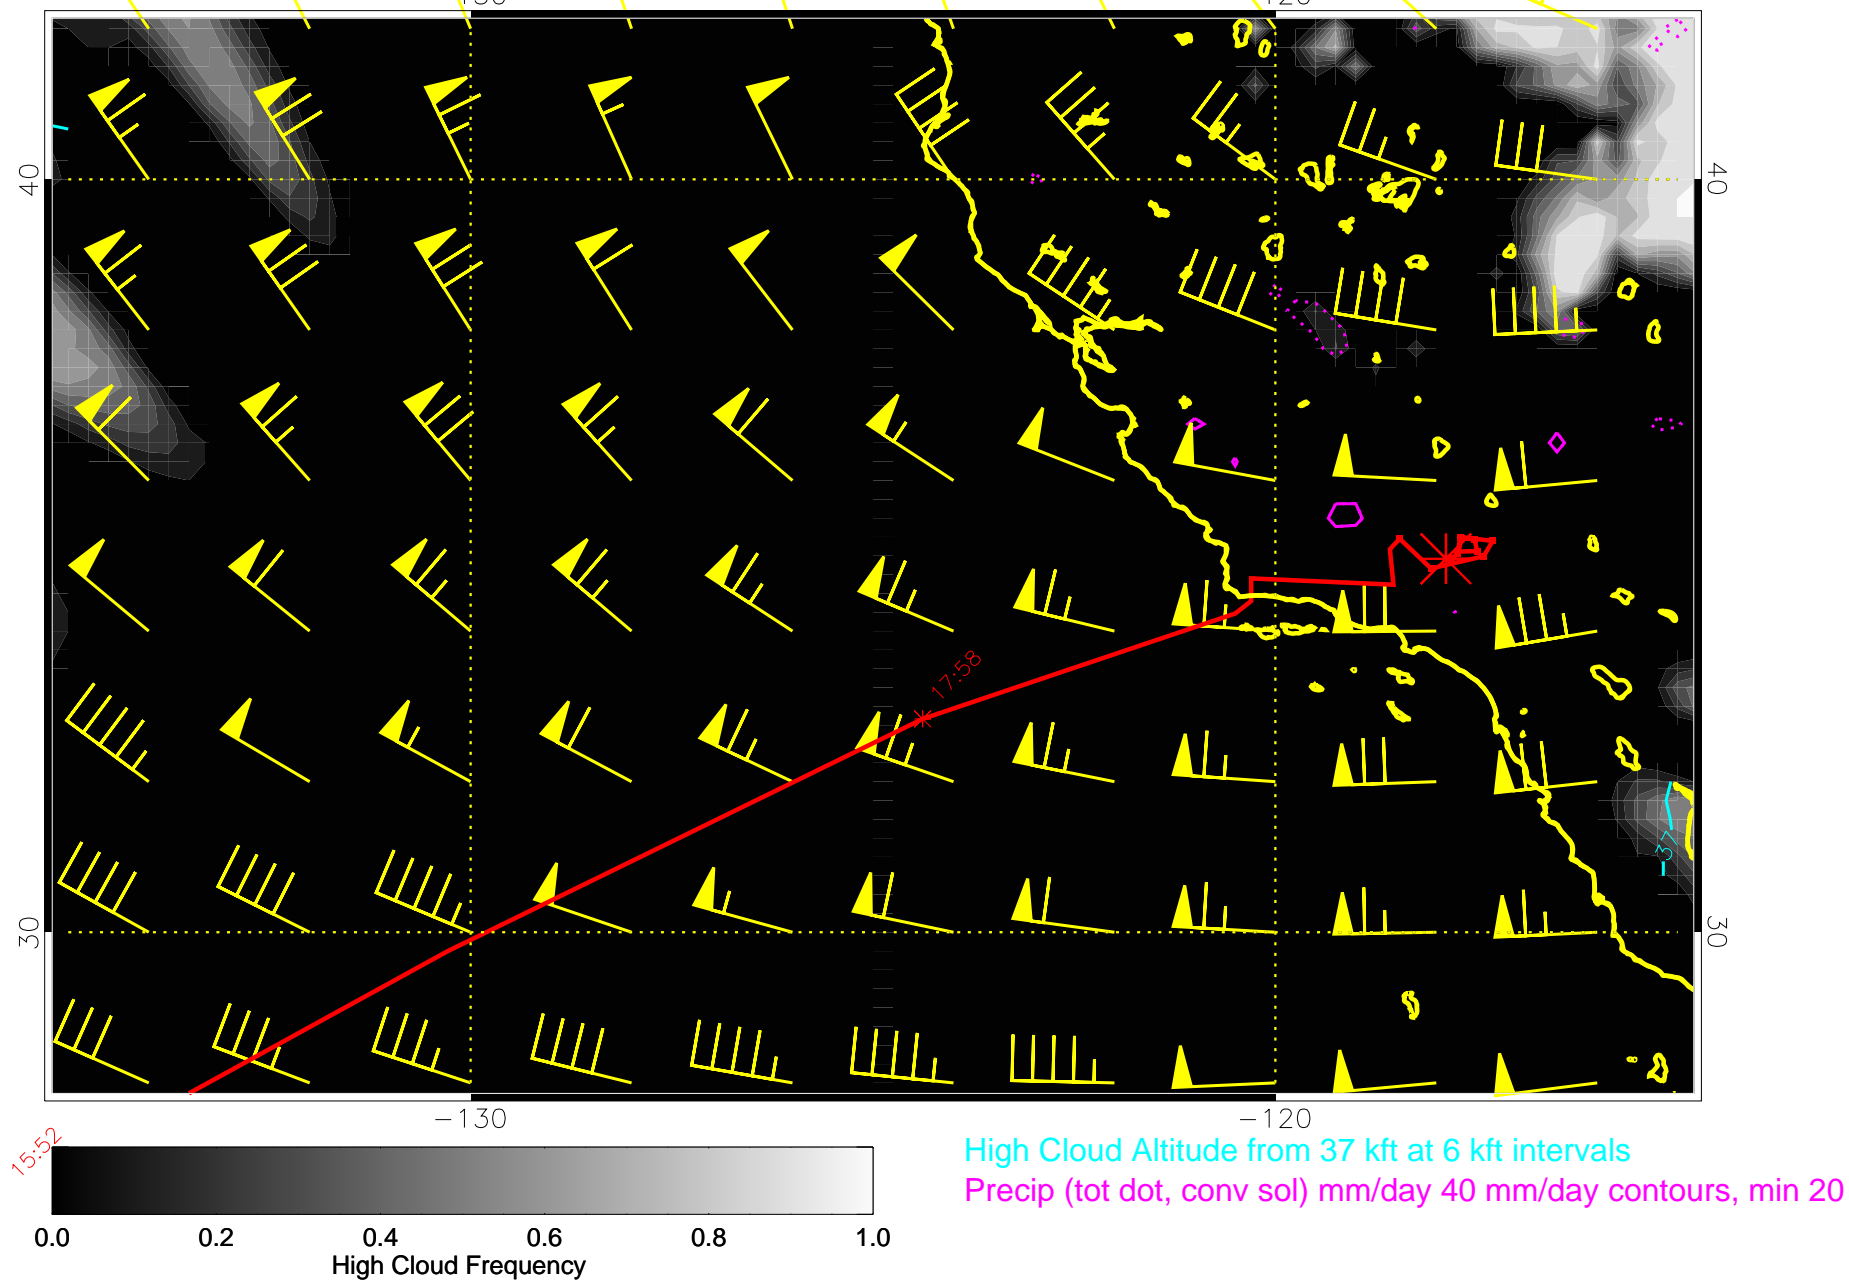 40
40
17:58
37
30
30
-130
-120
15:52
High Cloud Altitude from 37 kft at 6 kft intervals
Precip (tot dot, conv sol) mm/day 40 mm/day contours, min 20
0.0 0.2 0.4 0.6 0.8 1.0
High Cloud Frequency